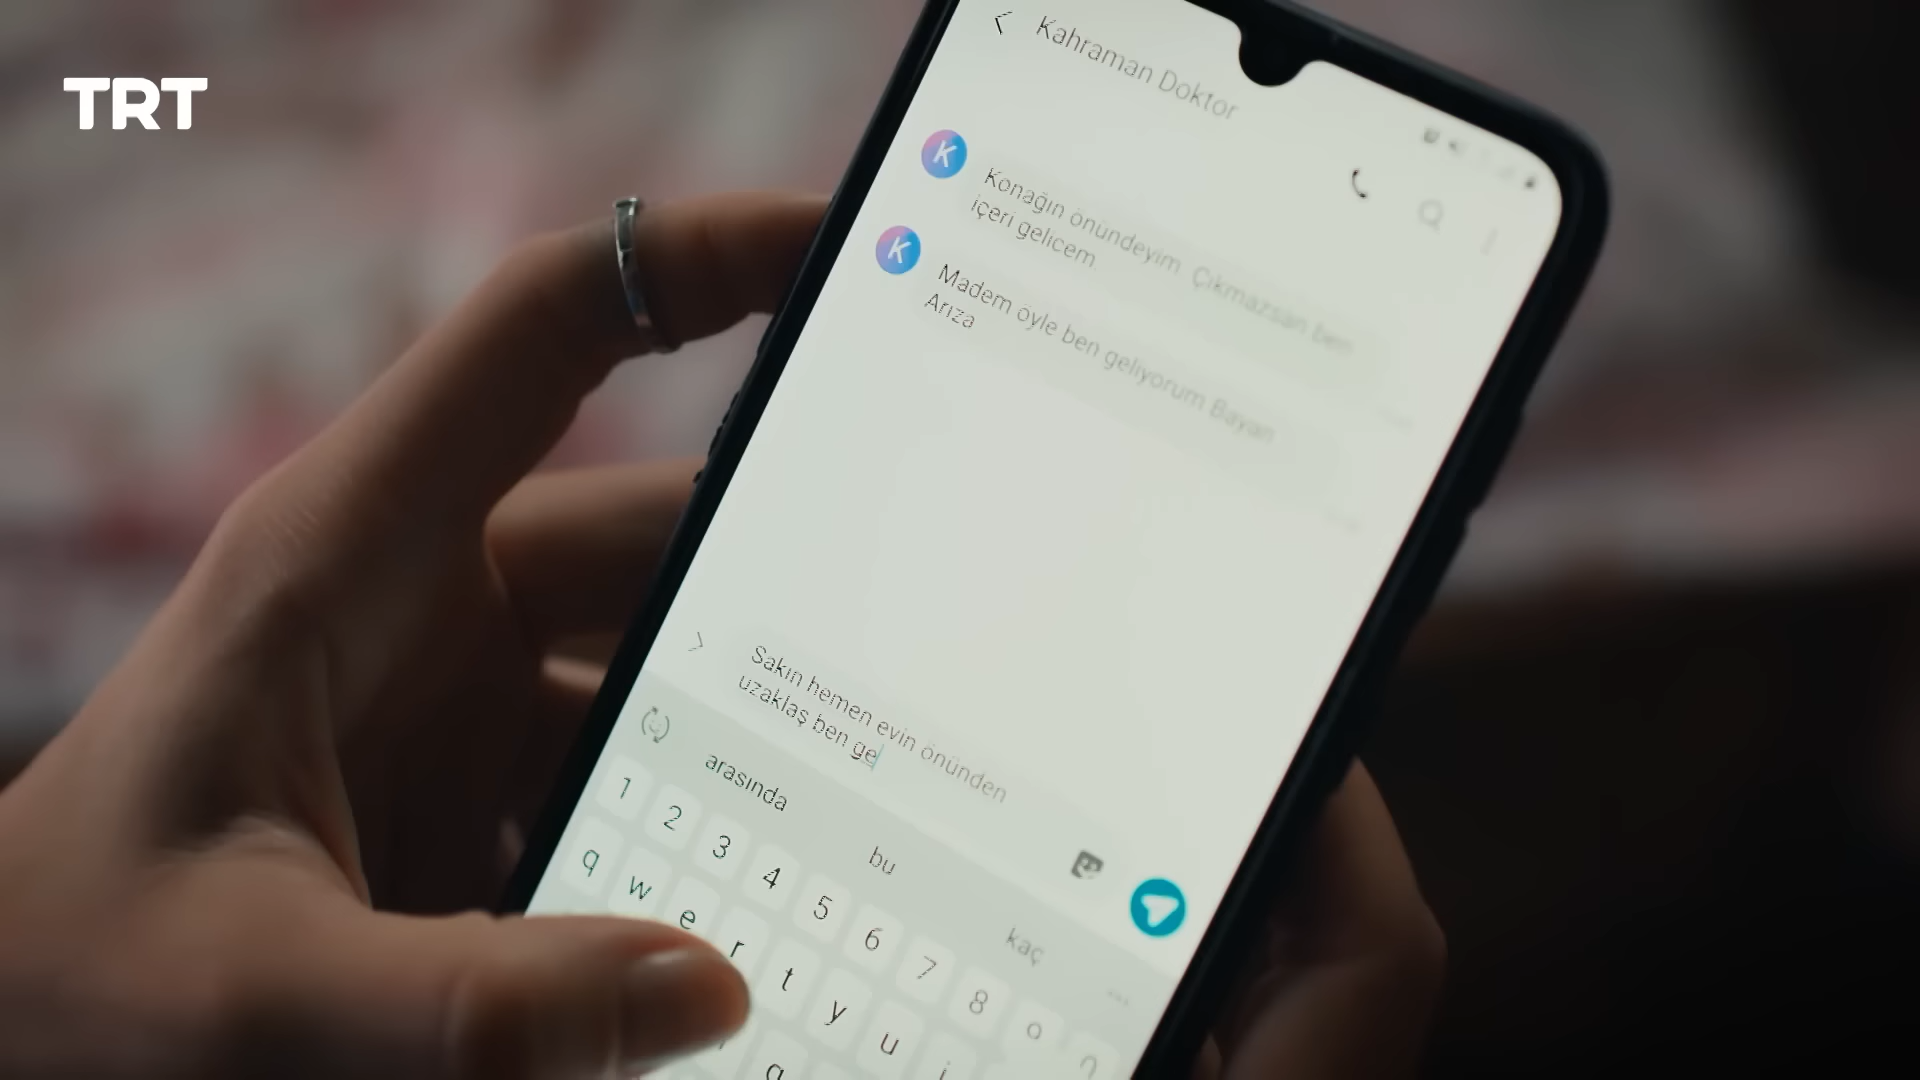 TRT
Kahraman Doktor
K
Konağın önündeyim Çıkmazsan ben
içeri gelicem
K
Madem öyle ben geliyorum Bayan
Arıza
Sakın hemen evin önünden
uzaklaş ben ge
arasında bu kaç
1 2 3 4 5 6 7 8 9 0
q w e r t y u i